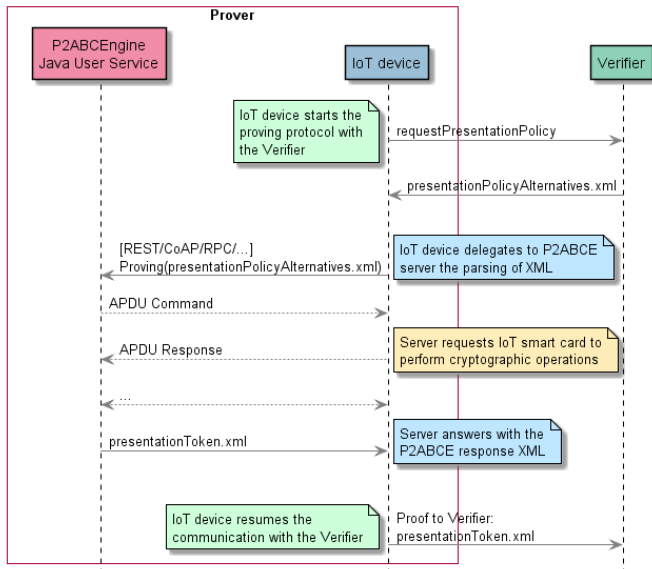 Prover
P2ABCEngine
Java User Service
IoT device
Verifier
IoT device starts the
proving protocol with
the Verifier
requestPresentationPolicy
presentationPolicyAlternatives.xml
[REST/CoAP/RPC/...]
Proving(presentationPolicyAlternatives.xml)
IoT device delegates to P2ABCE
server the parsing of XML
APDU Command
APDU Response
Server requests IoT smart card to
perform cryptographic operations
...
presentationToken.xml
Server answers with the
P2ABCE response XML
IoT device resumes the
communication with the Verifier
Proof to Verifier:
presentationToken.xml